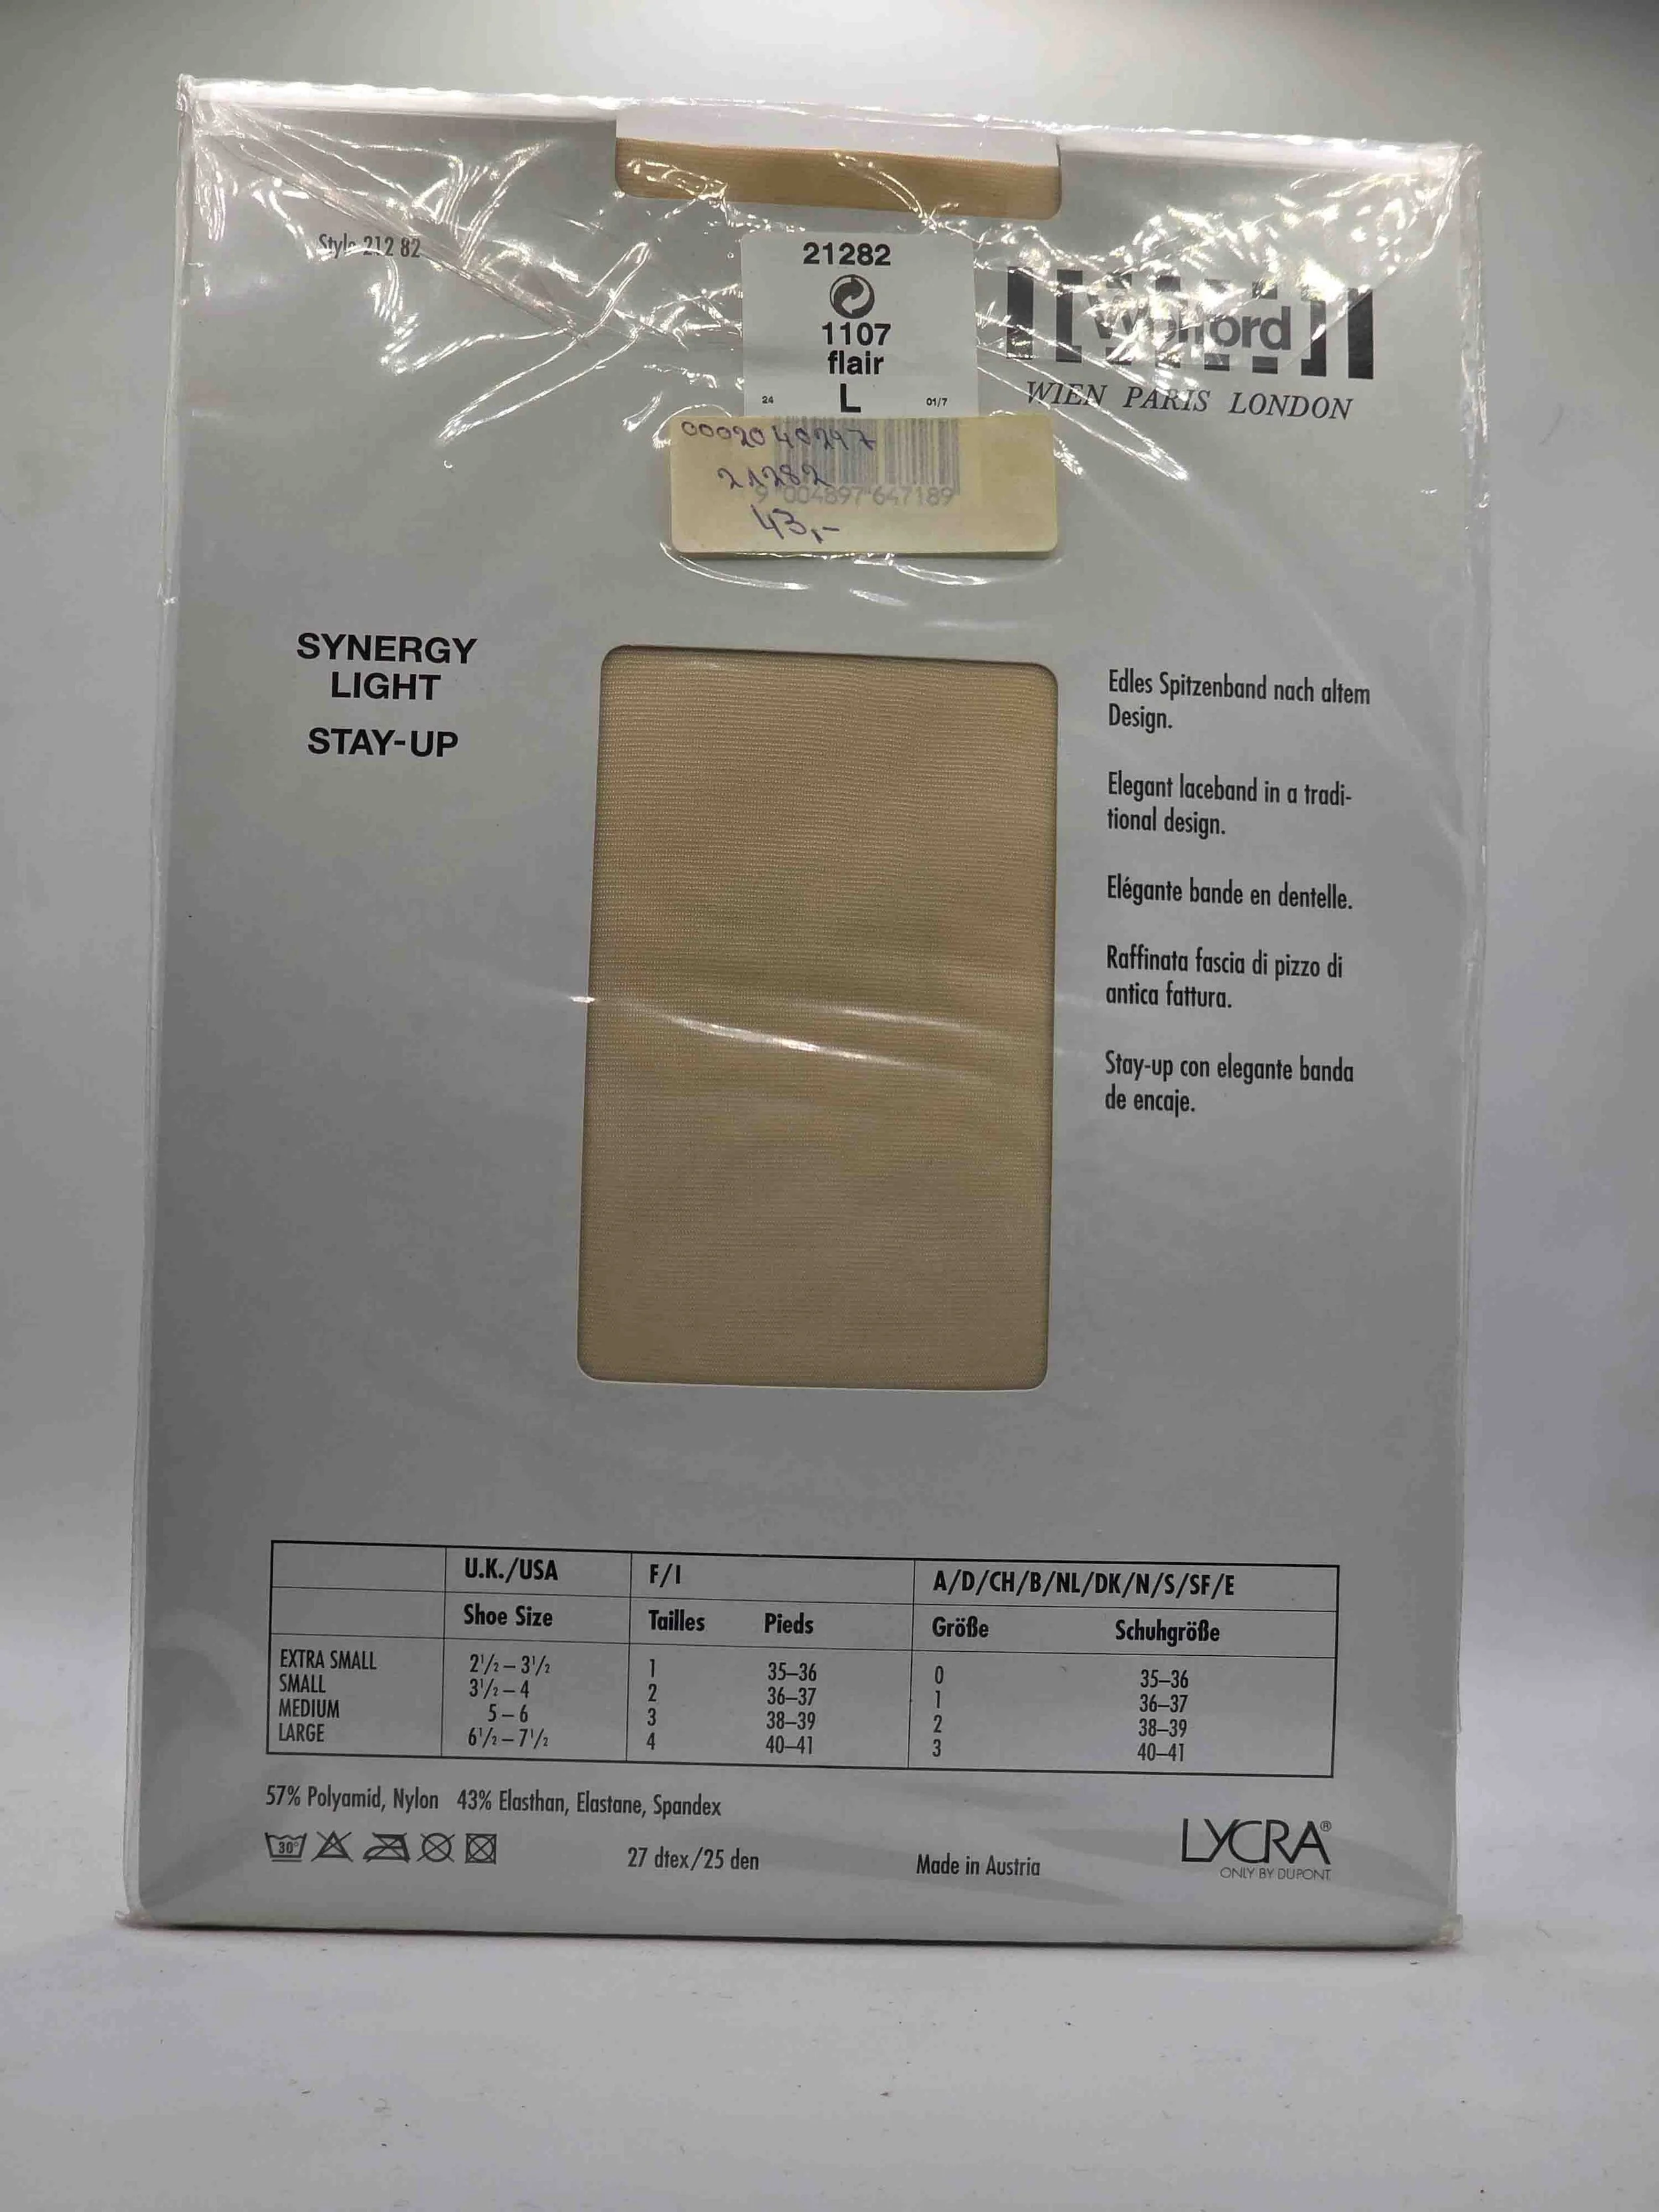 Style 212 82
21282
1107
flair
24 L 01/7
Wolford
WIEN PARIS LONDON
0002040247
21282
9 004897 647189
43,-
SYNERGY
LIGHT
STAY-UP
Edles Spitzenband nach altem
Design.
Elegant laceband in a tradi-
tional design.
Elégante bande en dentelle.
Raffinata fascia di pizzo di
antica fattura.
Stay-up con elegante banda
de encaje.
U.K./USA F/I A/D/CH/B/NL/DK/N/S/SF/E
Shoe Size Tailles Pieds Größe Schuhgröße
EXTRA SMALL 2½–3½ 1 35–36 0 35–36
SMALL 3½–4 2 36–37 1 36–37
MEDIUM 5–6 3 38–39 2 38–39
LARGE 6½–7½ 4 40–41 3 40–41
57% Polyamid, Nylon 43% Elasthan, Elastane, Spandex
30° 27 dtex/25 den Made in Austria
LYCRA®
ONLY BY DUPONT